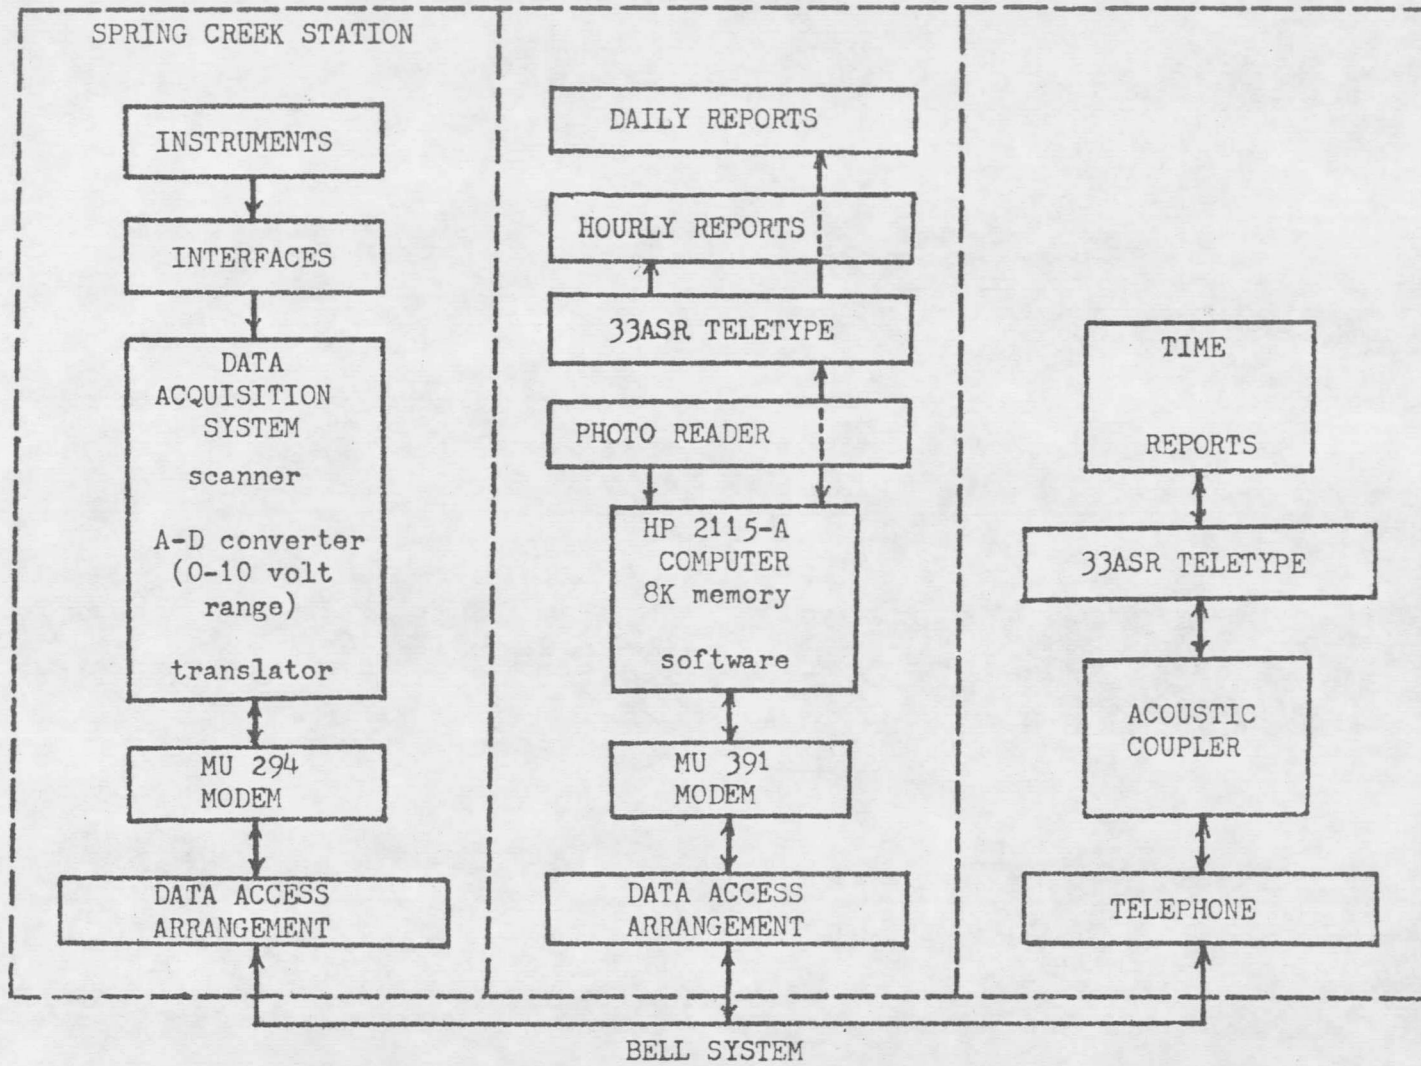 SPRING CREEK STATION
INSTRUMENTS
INTERFACES
DATA
ACQUISITION
SYSTEM
scanner
A-D converter
(0-10 volt
range)
translator
MU 294
MODEM
DATA ACCESS
ARRANGEMENT
DAILY REPORTS
HOURLY REPORTS
33ASR TELETYPE
PHOTO READER
HP 2115-A
COMPUTER
8K memory
software
MU 391
MODEM
DATA ACCESS
ARRANGEMENT
TIME
REPORTS
33ASR TELETYPE
ACOUSTIC
COUPLER
TELEPHONE
BELL SYSTEM